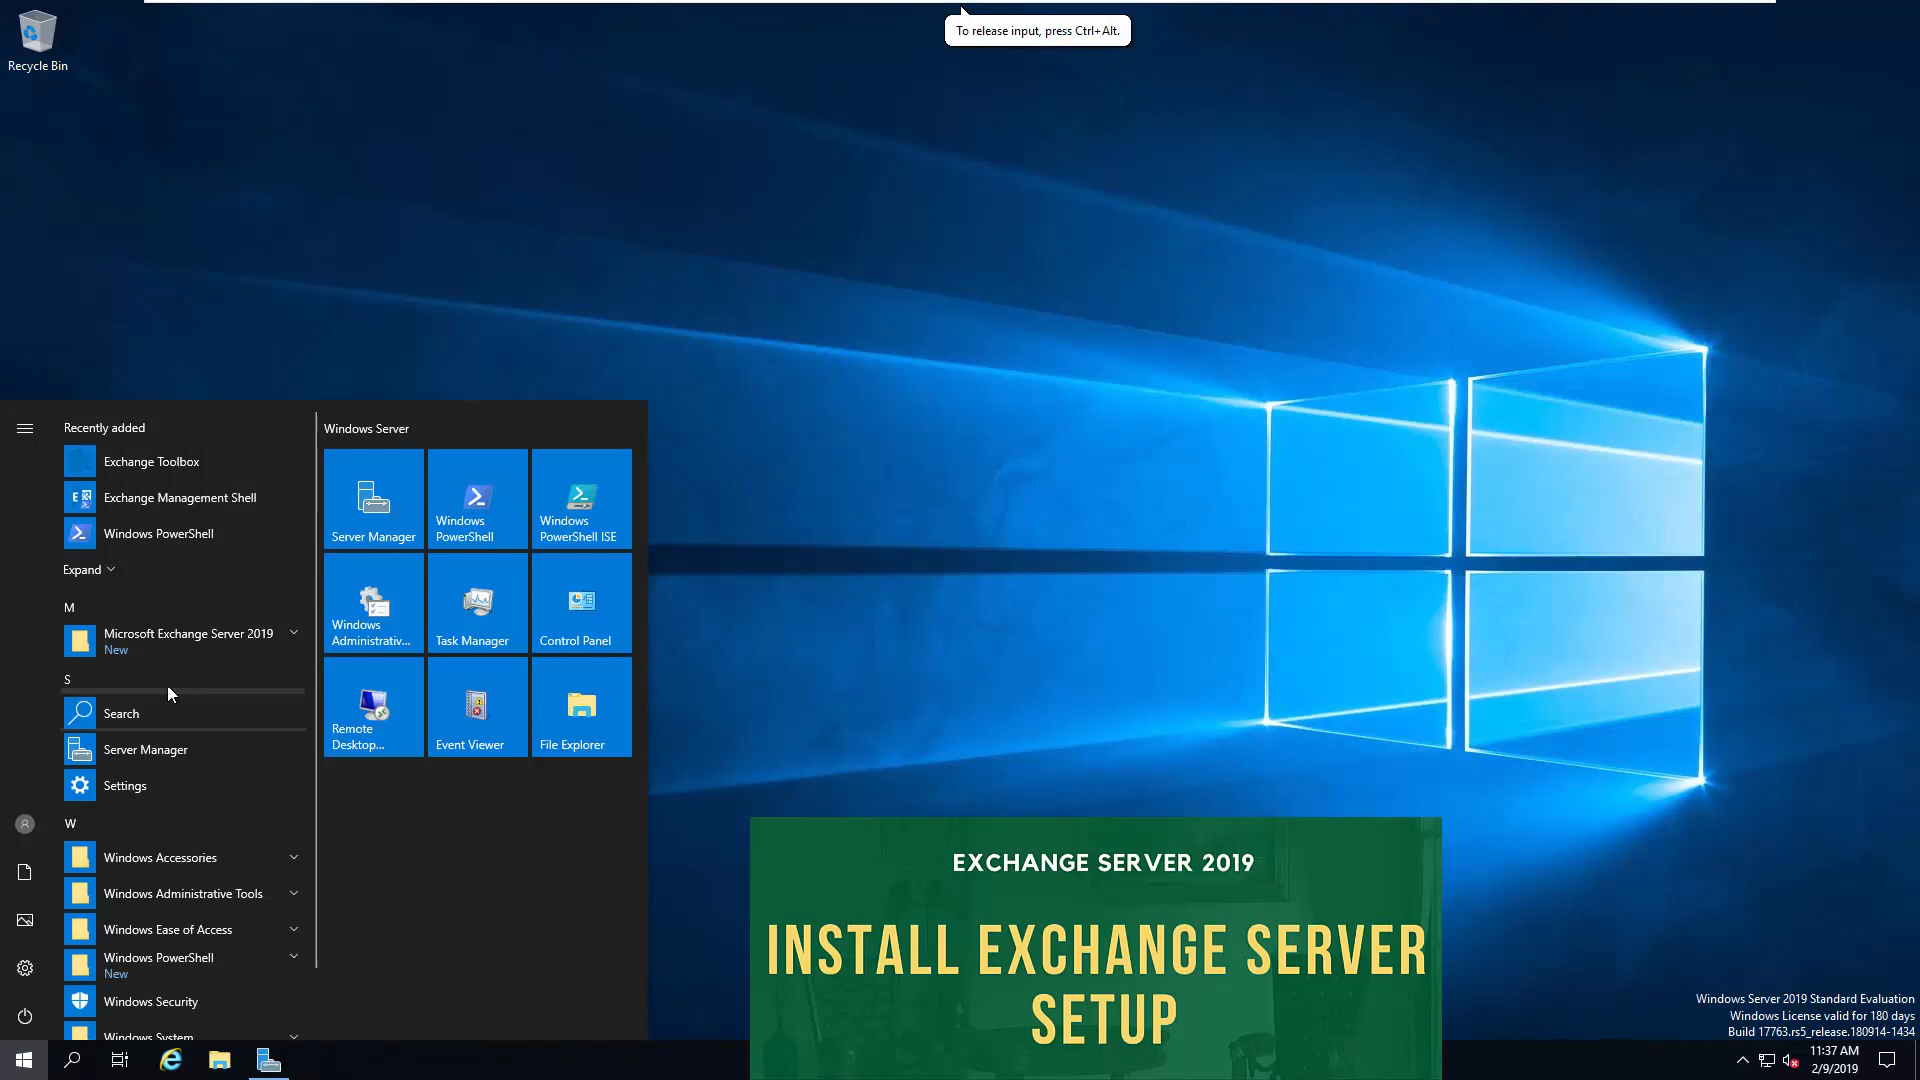 To release input, press Ctrl+Alt.
Recycle Bin
Recently added
Exchange Toolbox
Exchange Management Shell
Windows PowerShell
Expand
M
Microsoft Exchange Server 2019
New
S
Search
Server Manager
Settings
W
Windows Accessories
Windows Administrative Tools
Windows Ease of Access
Windows PowerShell
New
Windows Security
Windows System
Windows Server
Server Manager
Windows
PowerShell
Windows
PowerShell ISE
Windows
Administrativ...
Task Manager
Control Panel
Remote
Desktop...
Event Viewer
File Explorer
EXCHANGE SERVER 2019
INSTALL EXCHANGE SERVER
SETUP
Windows Server 2019 Standard Evaluation
Windows License valid for 180 days
Build 17763.rs5_release.180914-1434
11:37 AM
2/9/2019